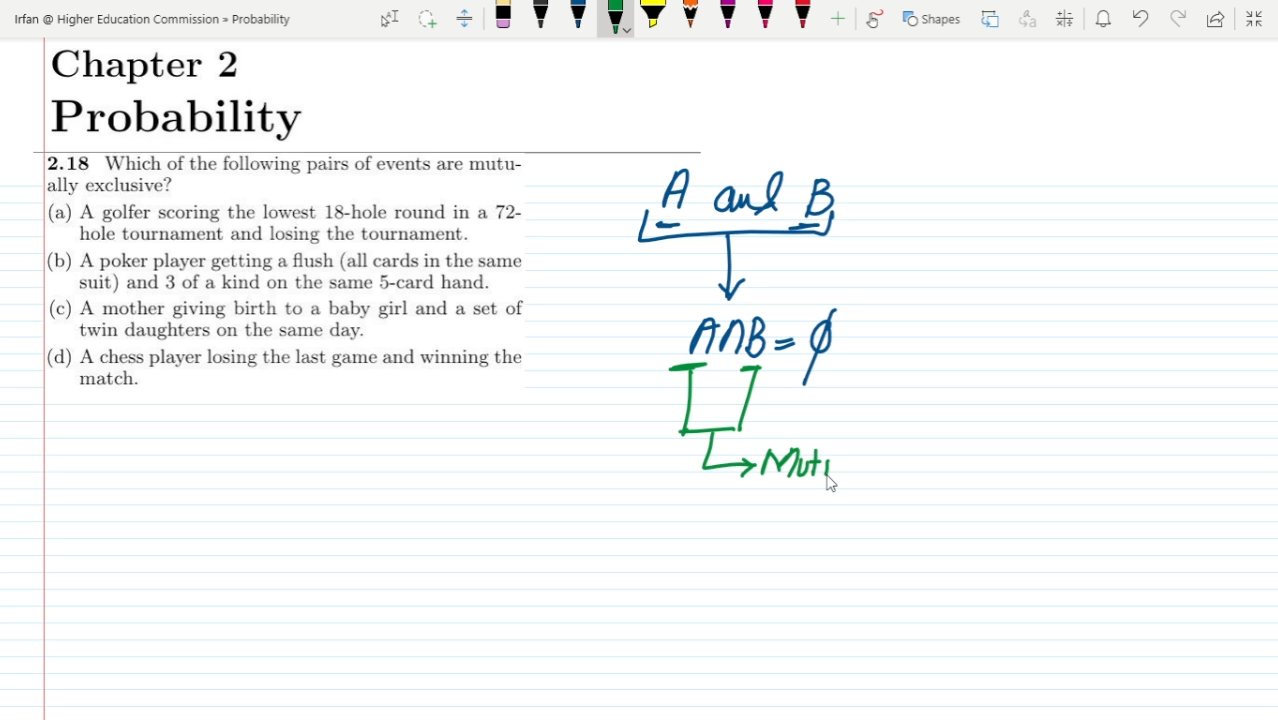 Irfan @ Higher Education Commission » Probability
Shapes
Chapter 2
Probability
2.18 Which of the following pairs of events are mutu-
ally exclusive?
(a) A golfer scoring the lowest 18-hole round in a 72-
hole tournament and losing the tournament.
(b) A poker player getting a flush (all cards in the same
suit) and 3 of a kind on the same 5-card hand.
(c) A mother giving birth to a baby girl and a set of
twin daughters on the same day.
(d) A chess player losing the last game and winning the
match.
A and B
A∩B = ϕ
Mutu